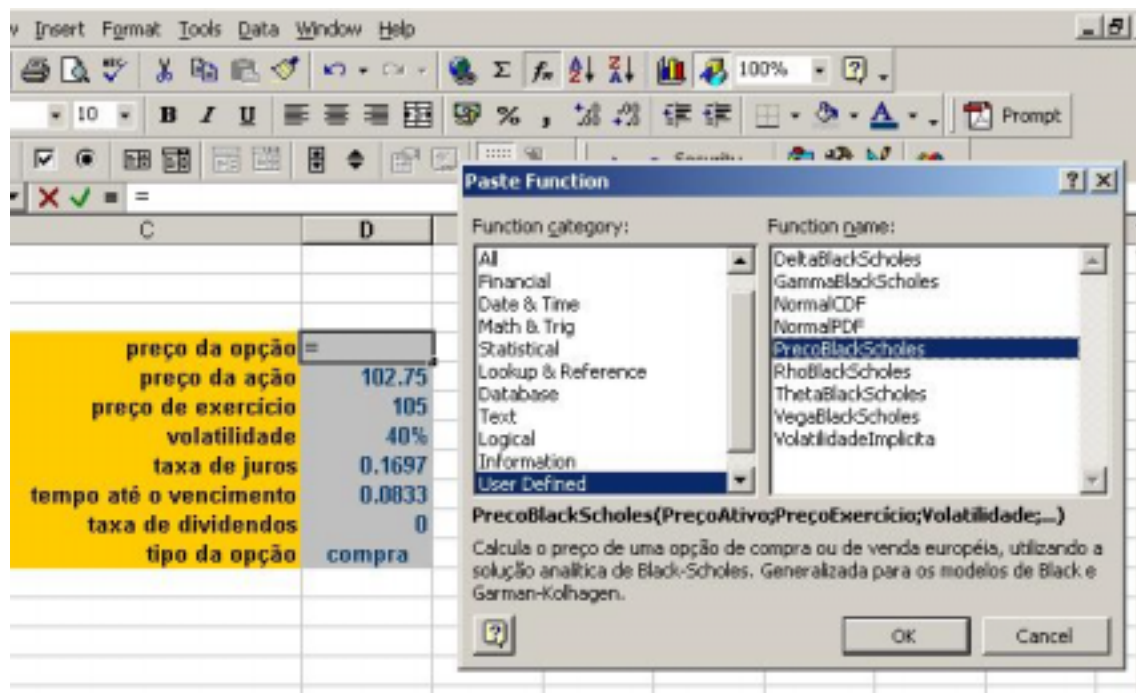 Insert Format Tools Data Window Help
100%
10 B I U % , Prompt
=
Paste Function
Function category:
Function name:
C D
All
Financial
Date & Time
Math & Trig
Statistical
Lookup & Reference
Database
Text
Logical
Information
User Defined
DeltaBlackScholes
GammaBlackScholes
NormalCDF
NormalPDF
PrecoBlackScholes
RhoBlackScholes
ThetaBlackScholes
VegaBlackScholes
VolatilidadeImplicita
preço da opção =
preço da ação 102.75
preço de exercício 105
volatilidade 40%
taxa de juros 0.1697
tempo até o vencimento 0.0833
taxa de dividendos 0
tipo da opção compra
PrecoBlackScholes(PreçoAtivo;PreçoExercício;Volatilidade;...)
Calcula o preço de uma opção de compra ou de venda européia, utilizando a
solução analítica de Black-Scholes. Generalizada para os modelos de Black e
Garman-Kolhagen.
OK Cancel